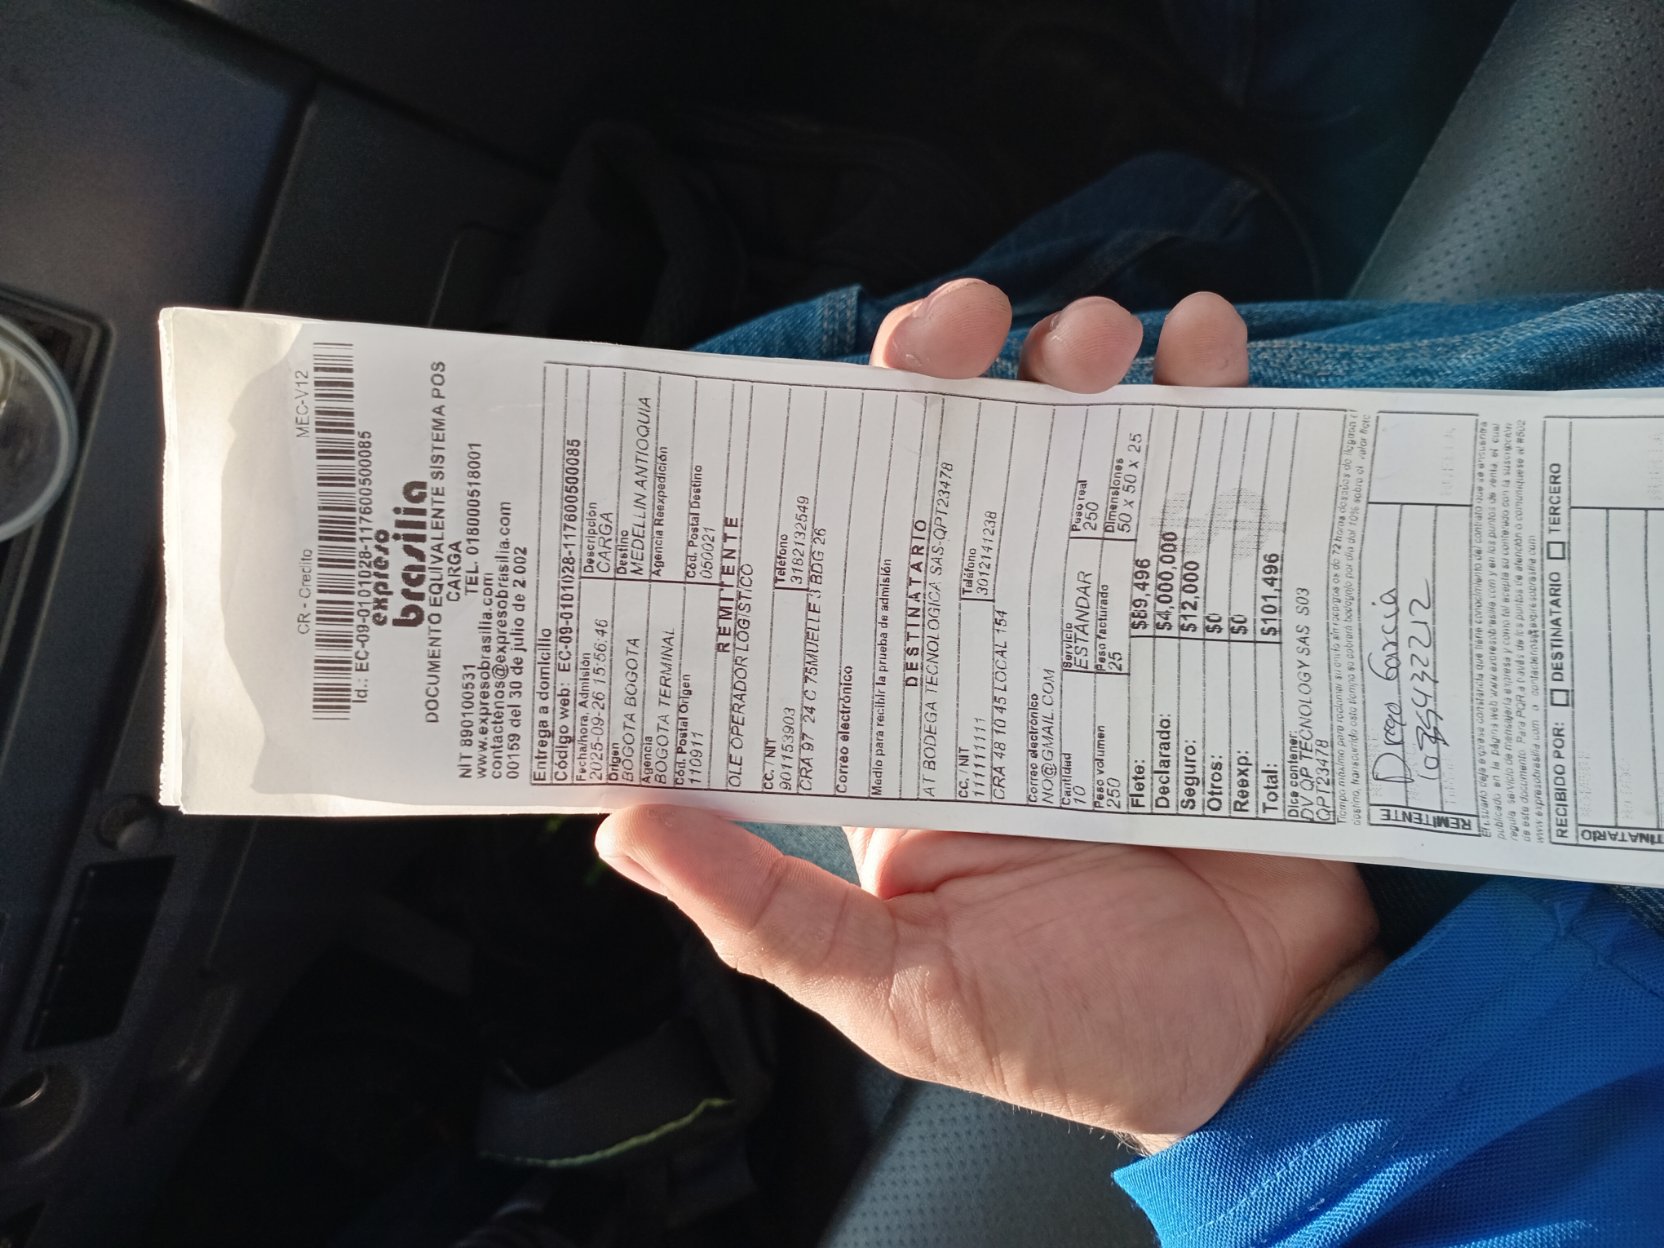 CR - Credito MEC-V12
Id.: EC-09-0101028-11760050085
expreso
brasilia
DOCUMENTO EQUIVALENTE SISTEMA POS
CARGA
NIT 890100531 TEL. 018000518001
www.expresobrasilia.com
contactenos@expresobrasilia.com
00159 del 30 de julio de 2.002
Entrega a domicilio
Código web: EC-09-0101028-117600500085
Fecha/hora. Admisión Descripción
2025-09-26 15:56:46 CARGA
Origen Destino
BOGOTA BOGOTA MEDELLIN ANTIOQUIA
Agencia Agencia Reexpedición
BOGOTA TERMINAL
Cód. Postal Origen Cód. Postal Destino
110911 050021
REMITENTE
OLE OPERADOR LOGISTICO
CC. / NIT Teléfono
901153903 3182132549
CRA 97 24 C 75MUELLE 3 BDG 26
Correo electrónico
Medio para recibir la prueba de admisión
DESTINATARIO
AT BODEGA TECNOLOGICA SAS-QPT23478
CC. / NIT Teléfono
1111111111 3012141238
CRA 48 10 45 LOCAL 154
Correo electrónico
NO@GMAIL.COM
Cantidad Servicio Peso real
10 ESTANDAR 250
Peso volumen Peso facturado Dimensiones
250 25 50 x 50 x 25
Flete: $89,496
Declarado: $4,000,000
Seguro: $12,000
Otros: $0
Reexp: $0
Total: $101,496
Dice contener:
DV QP TECNOLOGY SAS S03
QPT23478
REMITENTE
Diego Garcia
RECIBIDO POR: DESTINATARIO TERCERO